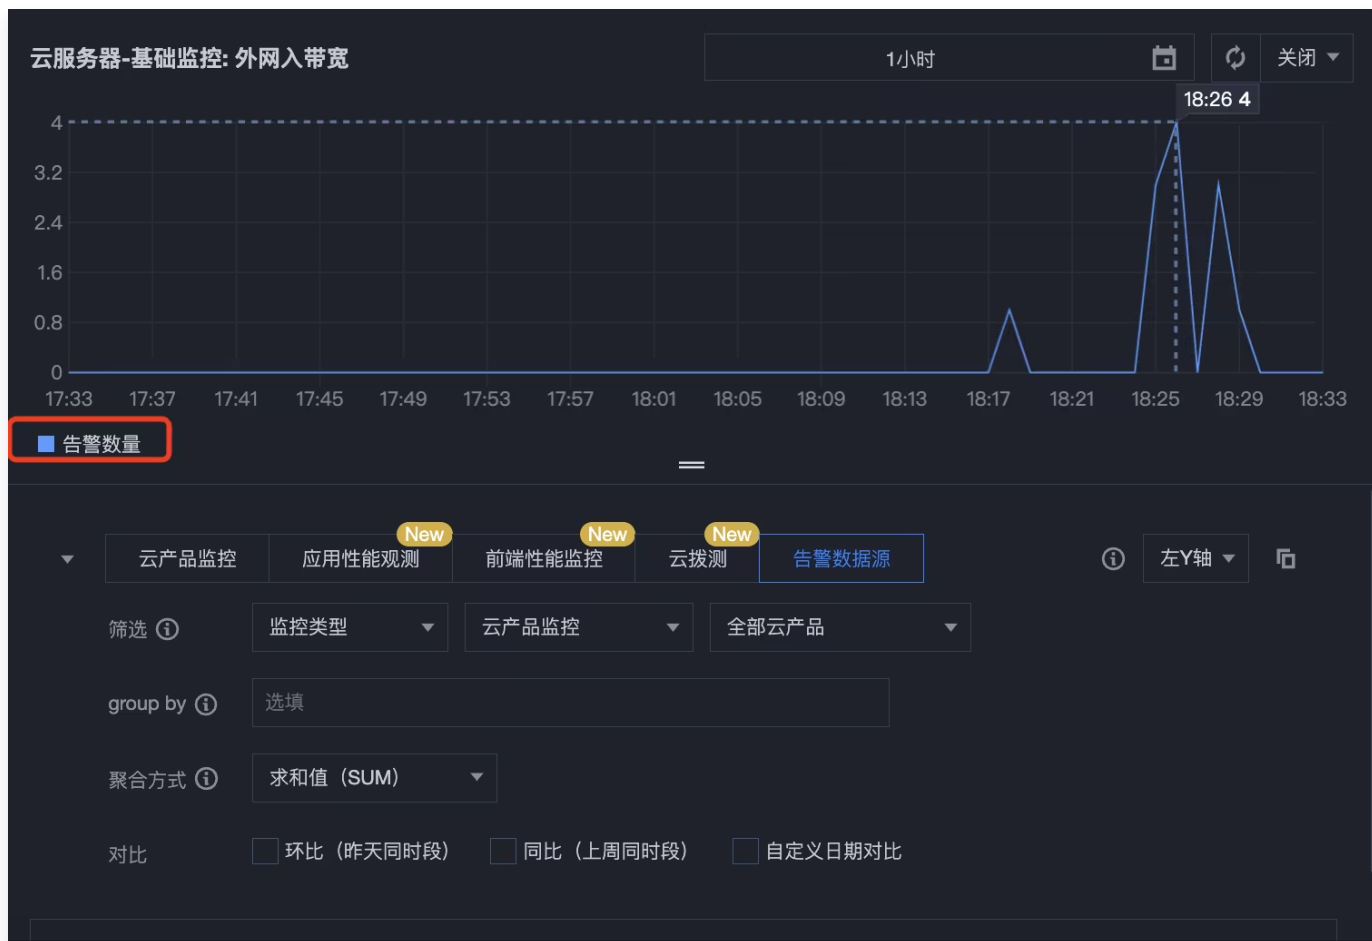 云服务器-基础监控: 外网入带宽
1小时
关闭
18:26 4
4
3.2
2.4
1.6
0.8
0
17:33 17:37 17:41 17:45 17:49 17:53 17:57 18:01 18:05 18:09 18:13 18:17 18:21 18:25 18:29 18:33
告警数量
New New New
云产品监控 应用性能观测 前端性能监控 云拨测 告警数据源 左Y轴
筛选 监控类型 云产品监控 全部云产品
group by 选填
聚合方式 求和值（SUM）
对比 环比（昨天同时段） 同比（上周同时段） 自定义日期对比